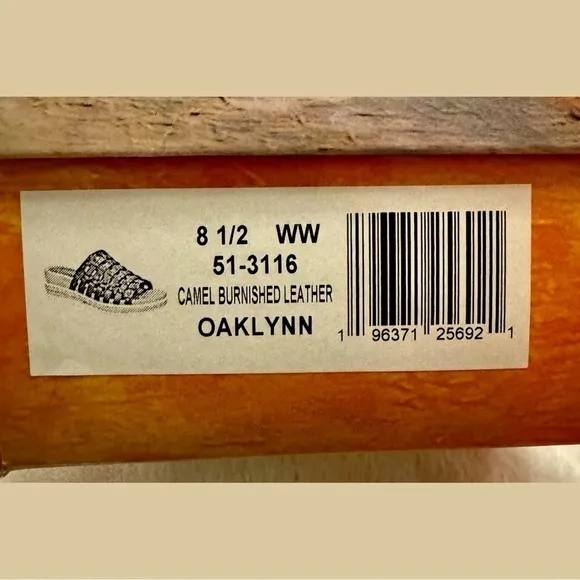 8 1/2 WW
51-3116
CAMEL BURNISHED LEATHER
OAKLYNN
1 96371 25692 1